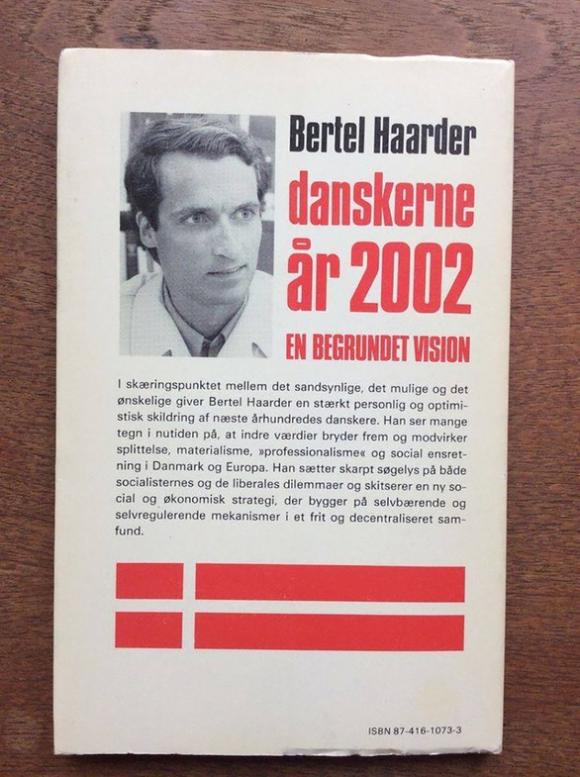 Bertel Haarder
danskerne
år 2002
EN BEGRUNDET VISION
I skæringspunktet mellem det sandsynlige, det mulige og det
ønskelige giver Bertel Haarder en stærkt personlig og optimi-
stisk skildring af næste århundredes danskere. Han ser mange
tegn i nutiden på, at indre værdier bryder frem og modvirker
splittelse, materialisme, »professionalisme« og social ensret-
ning i Danmark og Europa. Han sætter skarpt søgelys på både
socialisternes og de liberales dilemmaer og skitserer en ny so-
cial og økonomisk strategi, der bygger på selvbærende og
selvregulerende mekanismer i et frit og decentraliseret sam-
fund.
ISBN 87-416-1073-3